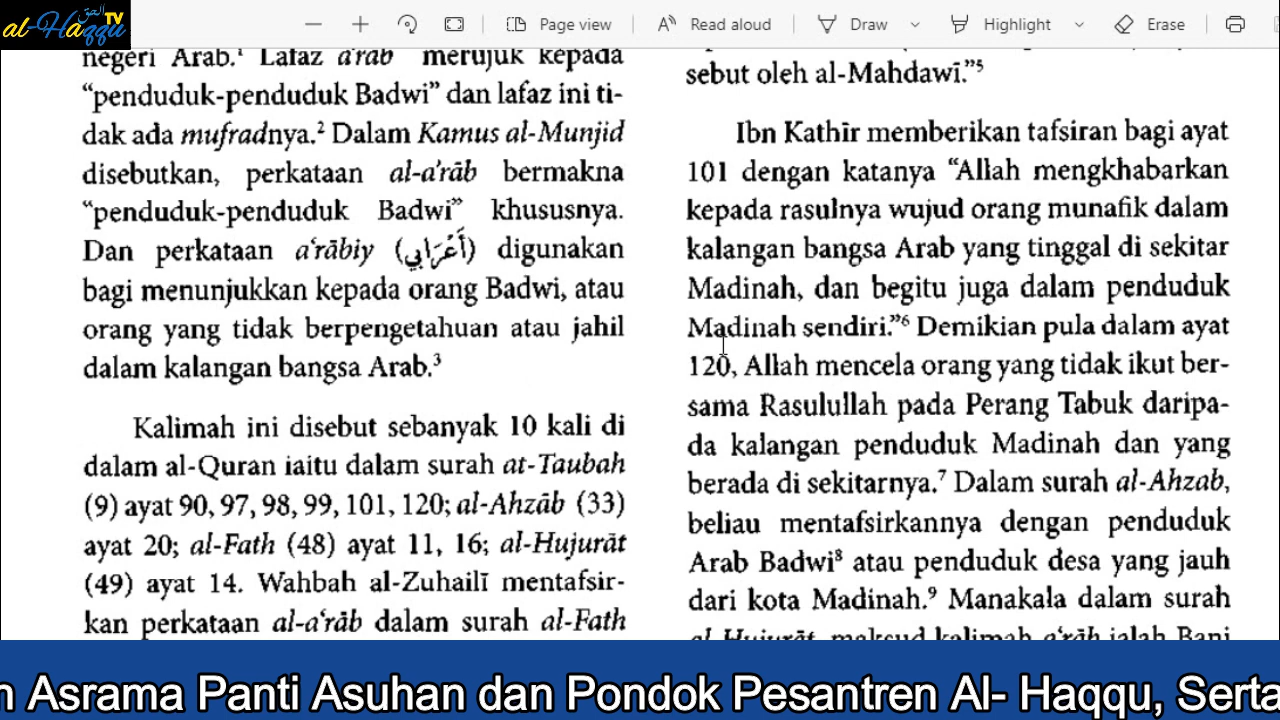 الحق
al-Haqqu TV
Page view
Read aloud
Draw
Highlight
Erase
negeri Arab.¹ Lafaz a'rāb merujuk kepada
“penduduk-penduduk Badwi” dan lafaz ini ti-
dak ada mufradnya.² Dalam Kamus al-Munjid
disebutkan, perkataan al-a'rāb bermakna
“penduduk-penduduk Badwi” khususnya.
Dan perkataan a‘rābiy (أَعْرَابي) digunakan
bagi menunjukkan kepada orang Badwi, atau
orang yang tidak berpengetahuan atau jahil
dalam kalangan bangsa Arab.³
Kalimah ini disebut sebanyak 10 kali di
dalam al-Quran iaitu dalam surah at-Taubah
(9) ayat 90, 97, 98, 99, 101, 120; al-Ahzāb (33)
ayat 20; al-Fath (48) ayat 11, 16; al-Hujurāt
(49) ayat 14. Wahbah al-Zuhailī mentafsir-
kan perkataan al-a‘rāb dalam surah al-Fath
sebut oleh al-Mahdawī.”⁵
Ibn Kathīr memberikan tafsiran bagi ayat
101 dengan katanya “Allah mengkhabarkan
kepada rasulnya wujud orang munafik dalam
kalangan bangsa Arab yang tinggal di sekitar
Madinah, dan begitu juga dalam penduduk
Madinah sendiri.”⁶ Demikian pula dalam ayat
120, Allah mencela orang yang tidak ikut ber-
sama Rasulullah pada Perang Tabuk daripa-
da kalangan penduduk Madinah dan yang
berada di sekitarnya.⁷ Dalam surah al-Ahzab,
beliau mentafsirkannya dengan penduduk
Arab Badwi⁸ atau penduduk desa yang jauh
dari kota Madinah.⁹ Manakala dalam surah
al-Hujurāt, maksud kalimah a‘rāb ialah Bani
n Asrama Panti Asuhan dan Pondok Pesantren Al- Haqqu, Serta